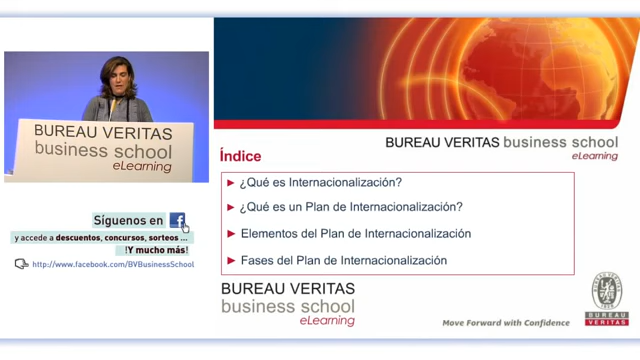 BUREAU VERITAS
business school
eLearning
Síguenos en
y accede a descuentos, concursos, sorteos ...
!Y mucho más!
http://www.facebook.com/BVBusinessSchool
BUREAU VERITAS business school
eLearning
Índice
► ¿Qué es Internacionalización?
► ¿Qué es un Plan de Internacionalización?
► Elementos del Plan de Internacionalización
► Fases del Plan de Internacionalización
BUREAU VERITAS
business school
eLearning
Move Forward with Confidence
BUREAU
VERITAS